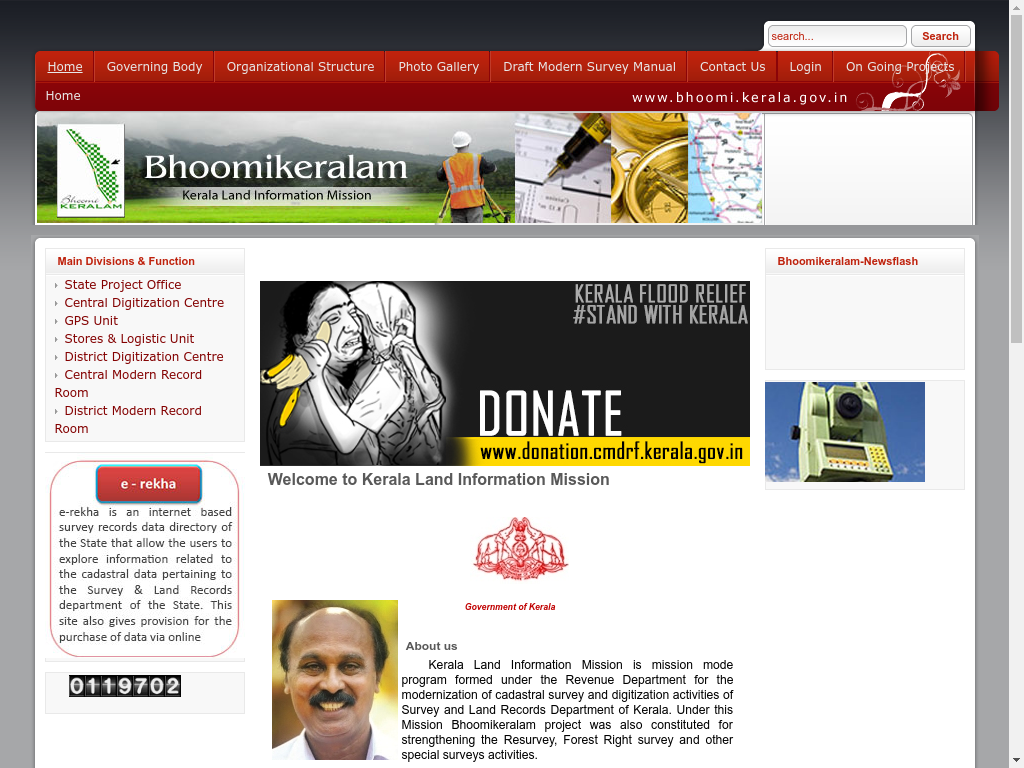 search...
Search
Home
Governing Body
Organizational Structure
Photo Gallery
Draft Modern Survey Manual
Contact Us
Login
On Going Projects
Home
www.bhoomi.kerala.gov.in
Bhoomi
KERALAM
Bhoomikeralam
Kerala Land Information Mission
Main Divisions & Function
State Project Office
Central Digitization Centre
GPS Unit
Stores & Logistic Unit
District Digitization Centre
Central Modern Record
Room
District Modern Record
Room
e - rekha
e-rekha is an internet based
survey records data directory of
the State that allow the users to
explore information related to
the cadastral data pertaining to
the Survey & Land Records
department of the State. This
site also gives provision for the
purchase of data via online
0119702
KERALA FLOOD RELIEF
#STAND WITH KERALA
DONATE
www.donation.cmdrf.kerala.gov.in
Welcome to Kerala Land Information Mission
Government of Kerala
About us
Kerala Land Information Mission is mission mode
program formed under the Revenue Department for the
modernization of cadastral survey and digitization activities of
Survey and Land Records Department of Kerala. Under this
Mission Bhoomikeralam project was also constituted for
strengthening the Resurvey, Forest Right survey and other
special surveys activities.
Bhoomikeralam-Newsflash